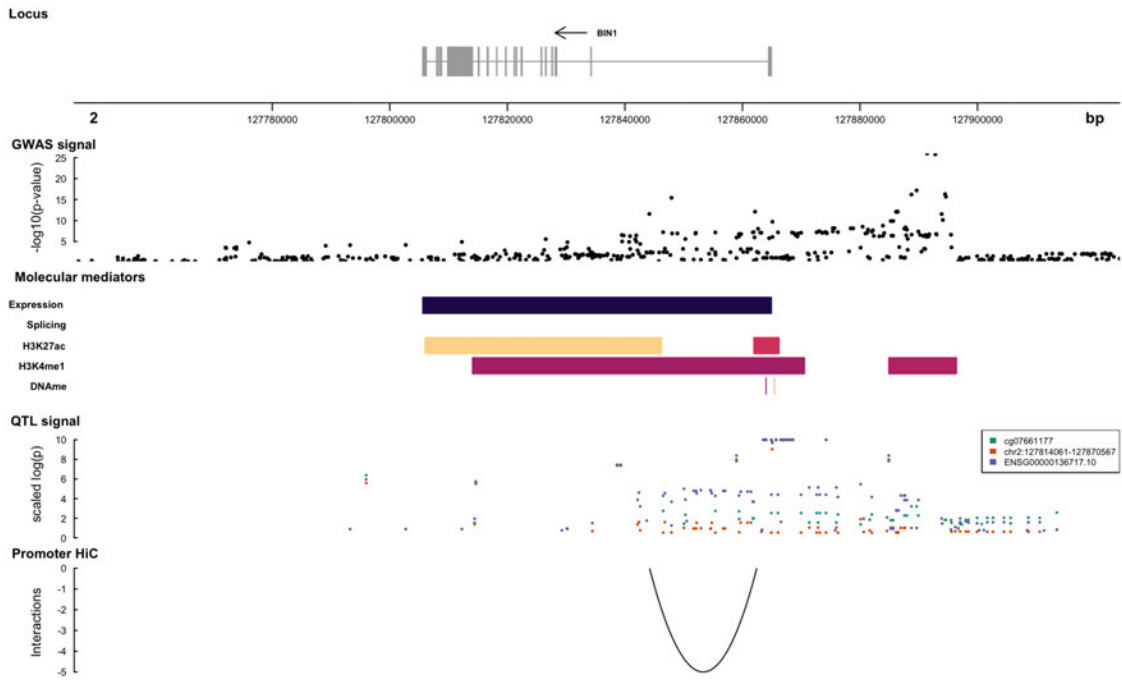 Locus
BIN1
2 127780000 127800000 127820000 127840000 127860000 127880000 127900000 bp
GWAS signal
-log10(p-value)
25
20
15
10
5
Molecular mediators
Expression
Splicing
H3K27ac
H3K4me1
DNAme
QTL signal
scaled log(p)
10
8
6
4
2
0
cg07661177
chr2:127814061-127870567
ENSG00000136717.10
Promoter HiC
Interactions
0
-1
-2
-3
-4
-5